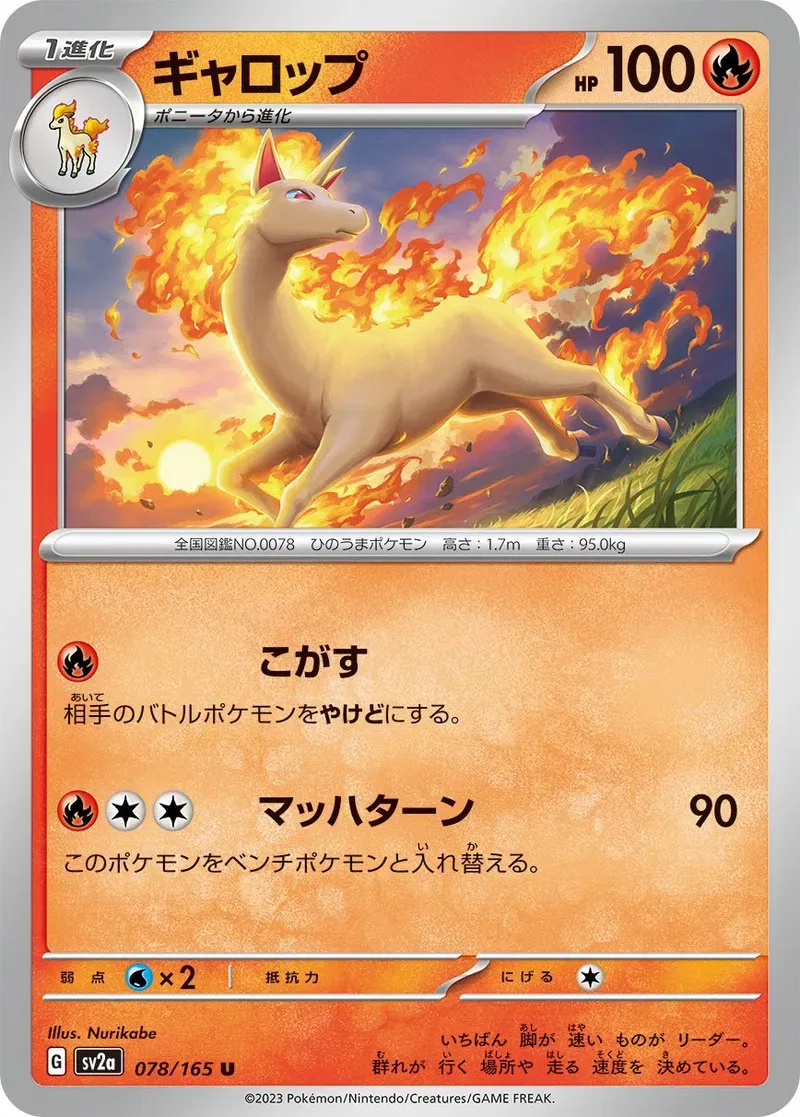 1進化
ギャロップ
HP 100
ポニータから進化
全国図鑑NO.0078 ひのうまポケモン 高さ:1.7m 重さ:95.0kg
こがす
相手のバトルポケモンをやけどにする。
マッハターン 90
このポケモンをベンチポケモンと入れ替える。
弱点 ×2 抵抗力 にげる
Illus. Nurikabe
G sv2a 078/165 U
いちばん 脚が 速い ものが リーダー。
群れが 行く 場所や 走る 速度を 決めている。
©2023 Pokémon/Nintendo/Creatures/GAME FREAK.